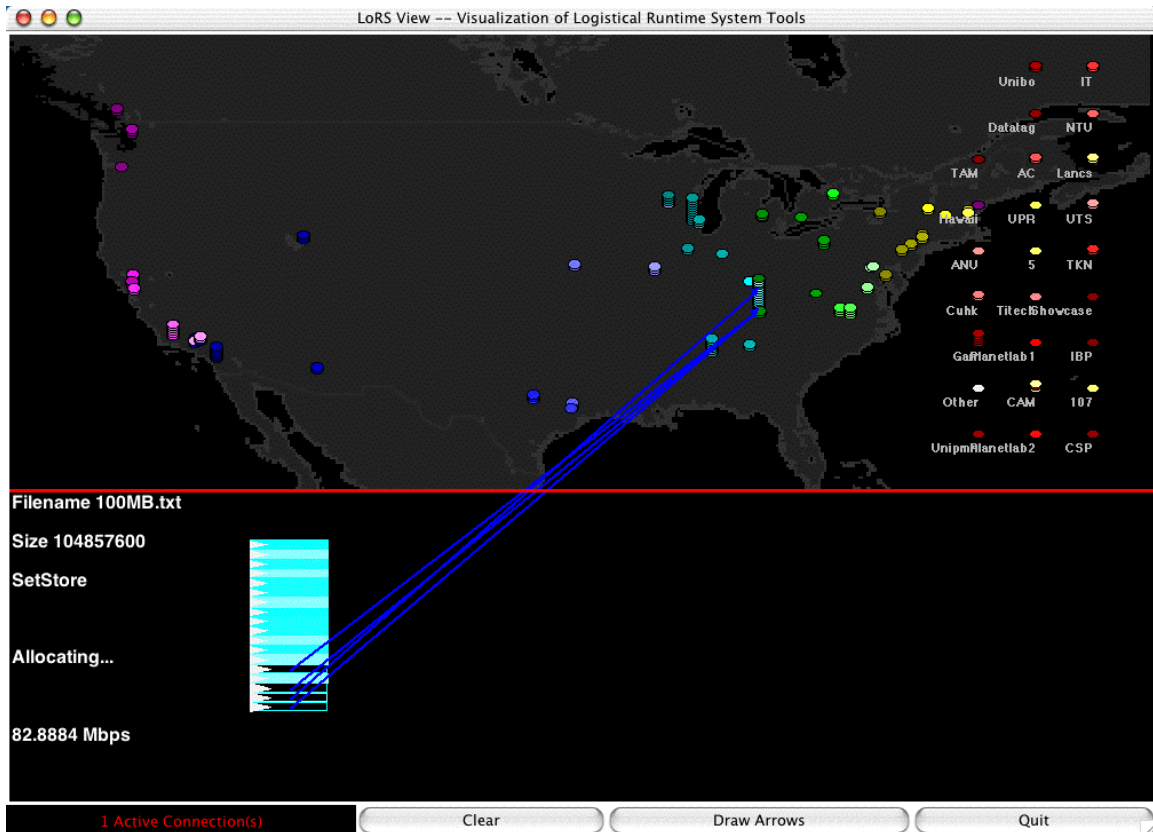 LoRS View -- Visualization of Logistical Runtime System Tools
Unibo IT
Datatag NTU
TAM AC Lancs
Hawaii UPR UTS
ANU 5 TKN
Cuhk Titech Showcase
Planetlab1 IBP
Other CAM 107
Planetlab2 CSP
Filename 100MB.txt
Size 104857600
SetStore
Allocating...
82.8884 Mbps
1 Active Connection(s) Clear Draw Arrows Quit